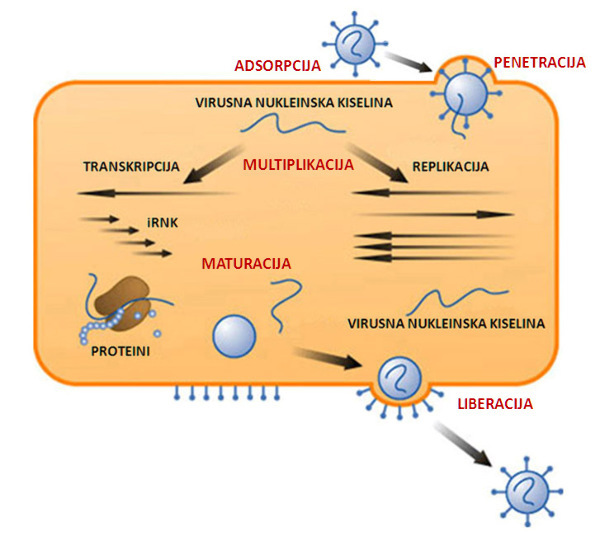 ADSORPCIJA
PENETRACIJA
VIRUSNA NUKLEINSKA KISELINA
TRANSKRIPCIJA
MULTIPLIKACIJA
REPLIKACIJA
iRNK
MATURACIJA
VIRUSNA NUKLEINSKA KISELINA
PROTEINI
LIBERACIJA